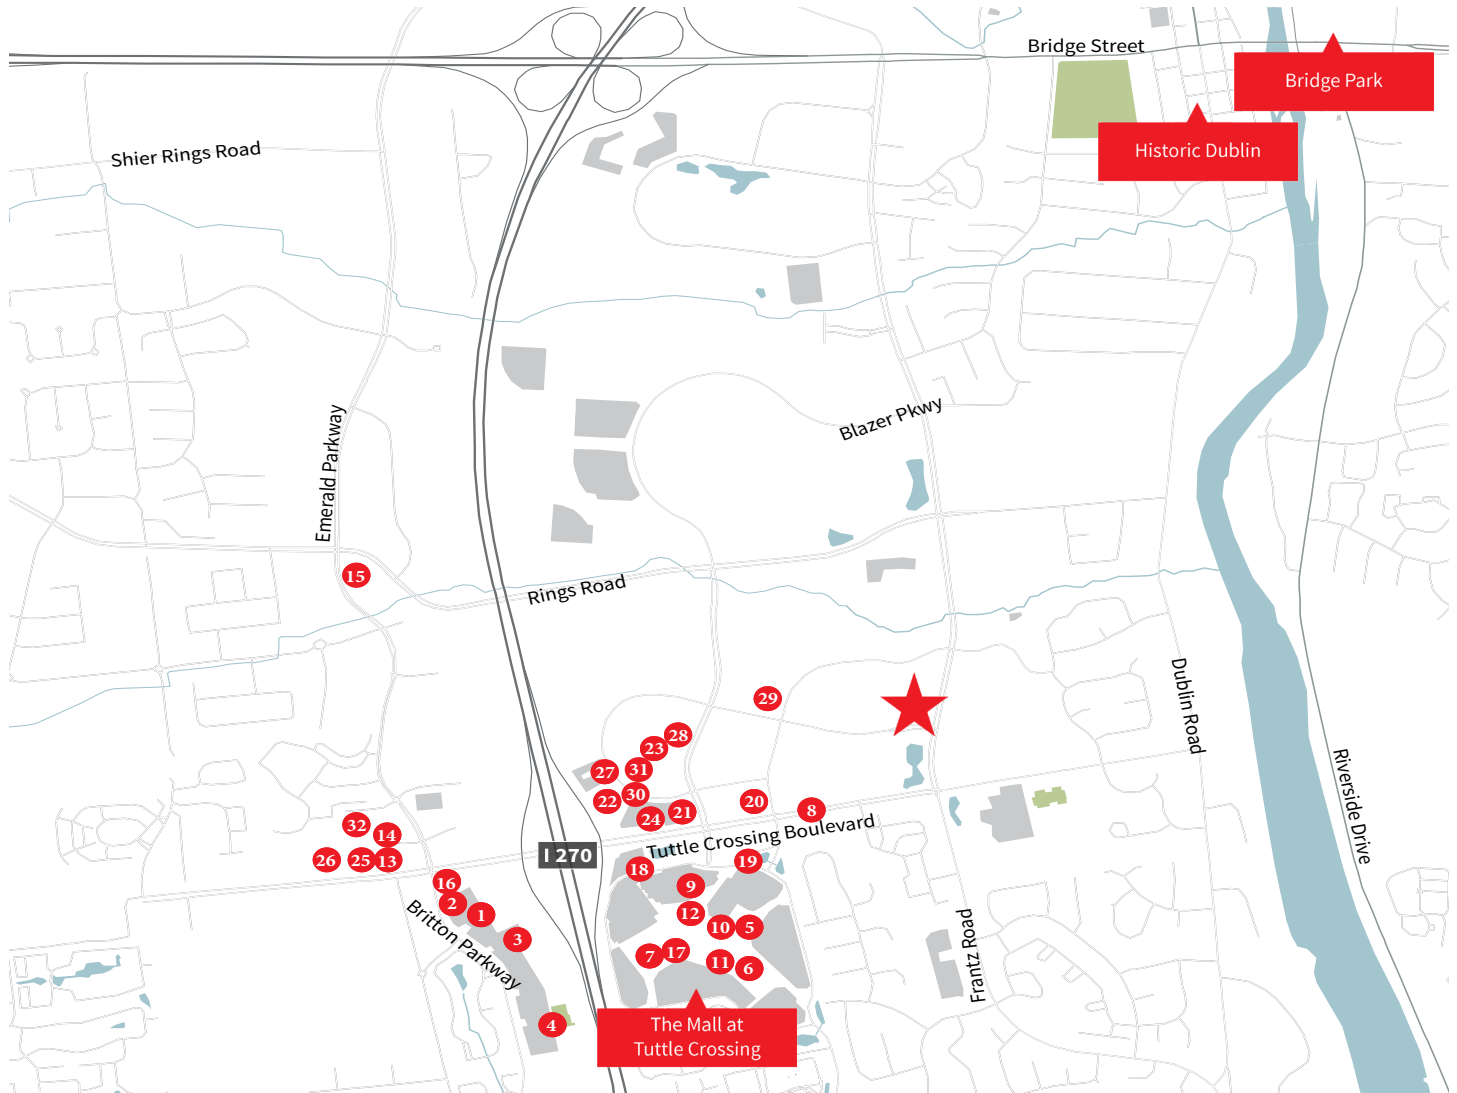 Bridge Street
Bridge Park
Historic Dublin
Shier Rings Road
Blazer Pkwy
Emerald Parkway
15
Rings Road
Dublin Road
29
28
23
31
27
30
22
24
21
20
8
Riverside Drive
Tuttle Crossing Boulevard
I 270
32
14
26
25
13
18
19
16
9
2
1
12
10
5
Britton Parkway
3
7
17
11
6
Frantz Road
4
The Mall at
Tuttle Crossing